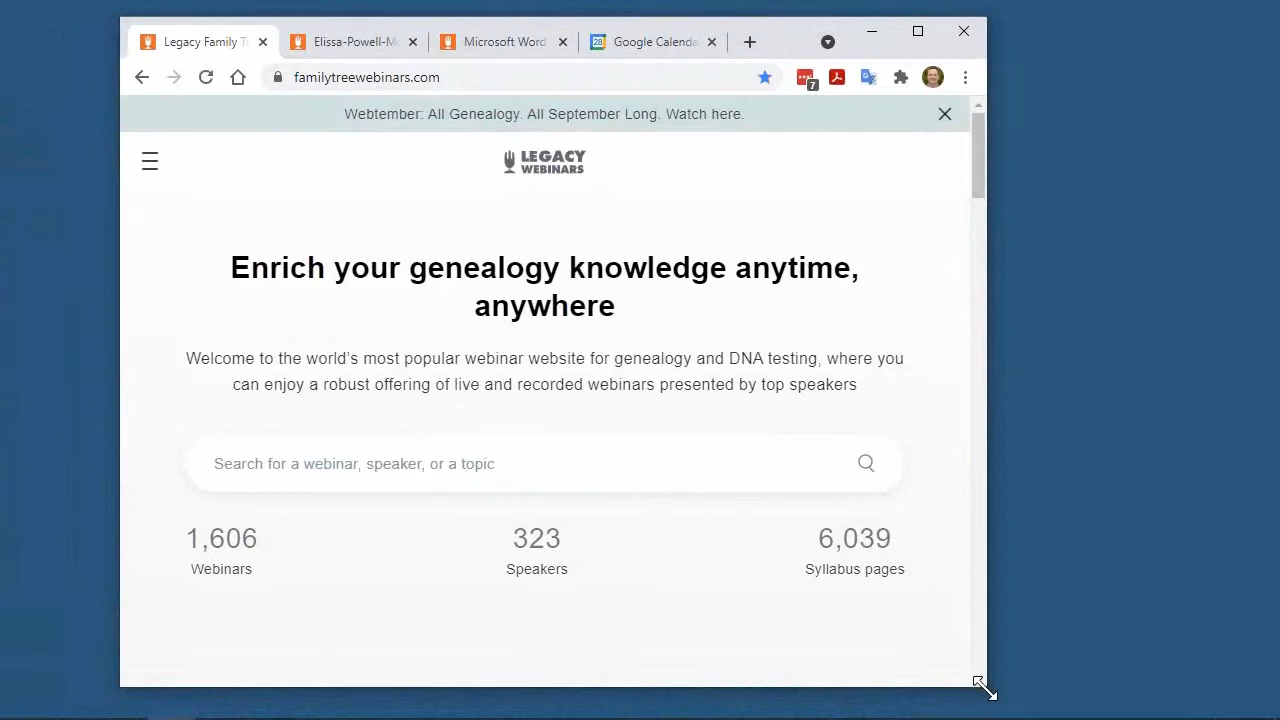 Legacy Family T
Elissa-Powell-M
Microsoft Word
28
Google Calenda
familytreewebinars.com
7
Webtember: All Genealogy. All September Long. Watch here.
LEGACY
WEBINARS
Enrich your genealogy knowledge anytime,
anywhere
Welcome to the world's most popular webinar website for genealogy and DNA testing, where you
can enjoy a robust offering of live and recorded webinars presented by top speakers
Search for a webinar, speaker, or a topic
1,606 323 6,039
Webinars Speakers Syllabus pages